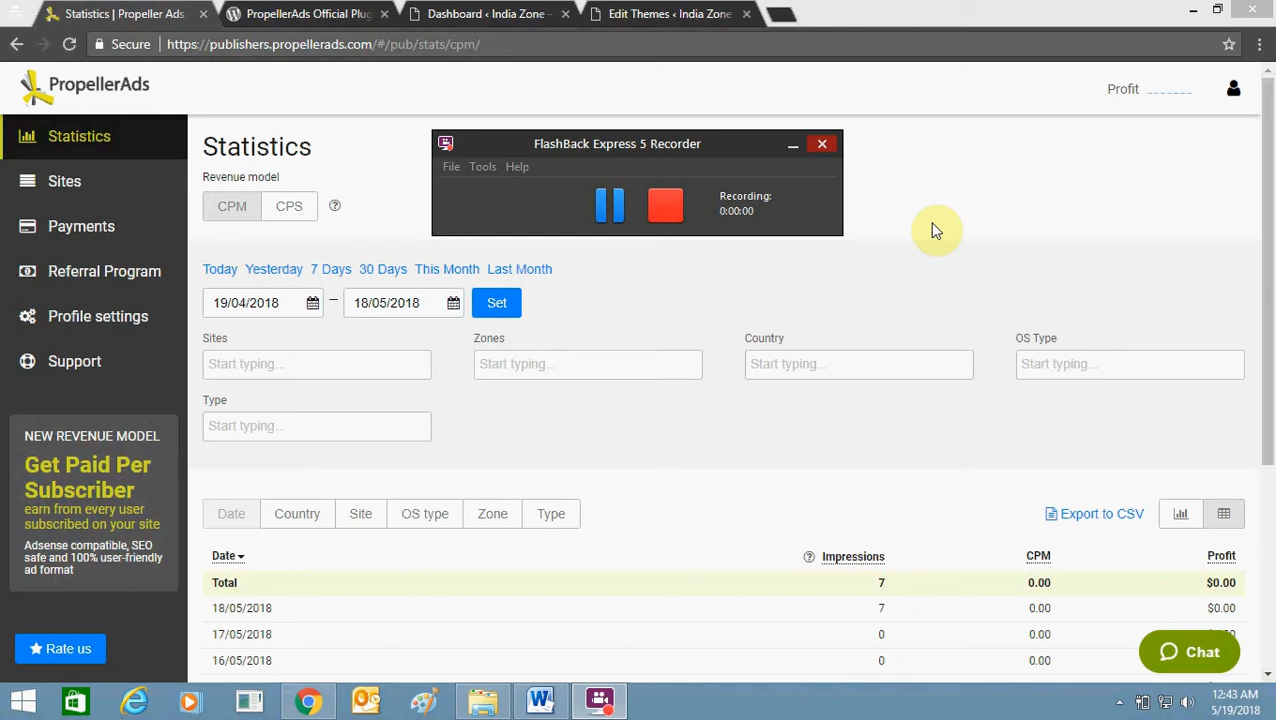 Statistics | Propeller Ads
PropellerAds Official Plug
Dashboard ‹ India Zone –
Edit Themes ‹ India Zone
Secure
https://publishers.propellerads.com/#/pub/stats/cpm/
PropellerAds
Profit
Statistics
Sites
Payments
Referral Program
Profile settings
Support
NEW REVENUE MODEL
Get Paid Per
Subscriber
earn from every user
subscribed on your site
Adsense compatible, SEO
safe and 100% user-friendly
ad format
Rate us
Statistics
Revenue model
CPM CPS ?
FlashBack Express 5 Recorder
File Tools Help
Recording:
0:00:00
Today Yesterday 7 Days 30 Days This Month Last Month
19/04/2018 – 18/05/2018 Set
Sites Zones Country OS Type
Start typing... Start typing... Start typing... Start typing...
Type
Start typing...
Date Country Site OS type Zone Type Export to CSV
Date ? Impressions CPM Profit
Total 7 0.00 $0.00
18/05/2018 7 0.00 $0.00
17/05/2018 0 0.00
16/05/2018 0 0.00
Chat
12:43 AM
5/19/2018